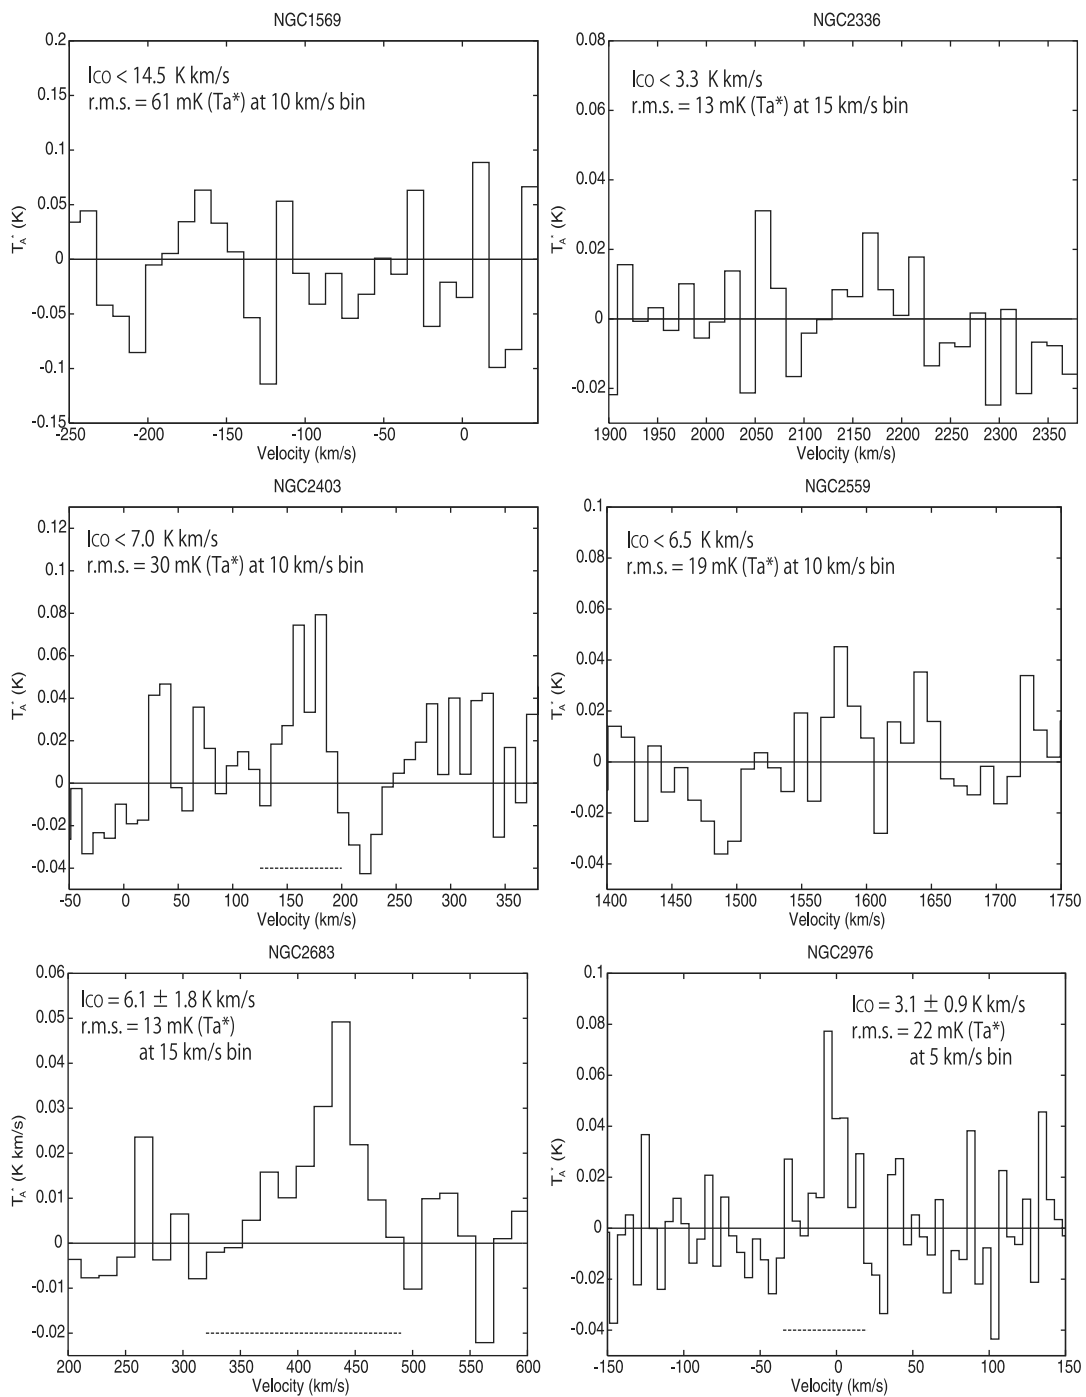 NGC1569
0.2
0.15
0.1
0.05
0
-0.05
-0.1
-0.15
T_A^* (K)
Ico < 14.5 K km/s
r.m.s. = 61 mK (Ta*) at 10 km/s bin
-250 -200 -150 -100 -50 0
Velocity (km/s)
NGC2336
0.08
0.06
0.04
0.02
0
-0.02
T_A^* (K)
Ico < 3.3 K km/s
r.m.s. = 13 mK (Ta*) at 15 km/s bin
1900 1950 2000 2050 2100 2150 2200 2250 2300 2350
Velocity (km/s)
NGC2403
0.12
0.1
0.08
0.06
0.04
0.02
0
-0.02
-0.04
T_A^* (K)
Ico < 7.0 K km/s
r.m.s. = 30 mK (Ta*) at 10 km/s bin
-50 0 50 100 150 200 250 300 350
Velocity (km/s)
NGC2559
0.1
0.08
0.06
0.04
0.02
0
-0.02
-0.04
T_A^* (K)
Ico < 6.5 K km/s
r.m.s. = 19 mK (Ta*) at 10 km/s bin
1400 1450 1500 1550 1600 1650 1700 1750
Velocity (km/s)
NGC2683
0.06
0.05
0.04
0.03
0.02
0.01
0
-0.01
-0.02
T_A^* (K km/s)
Ico = 6.1 ± 1.8 K km/s
r.m.s. = 13 mK (Ta*)
at 15 km/s bin
200 250 300 350 400 450 500 550 600
Velocity (km/s)
NGC2976
0.1
0.08
0.06
0.04
0.02
0
-0.02
-0.04
T_A^* (K)
Ico = 3.1 ± 0.9 K km/s
r.m.s. = 22 mK (Ta*)
at 5 km/s bin
-150 -100 -50 0 50 100 150
Velocity (km/s)